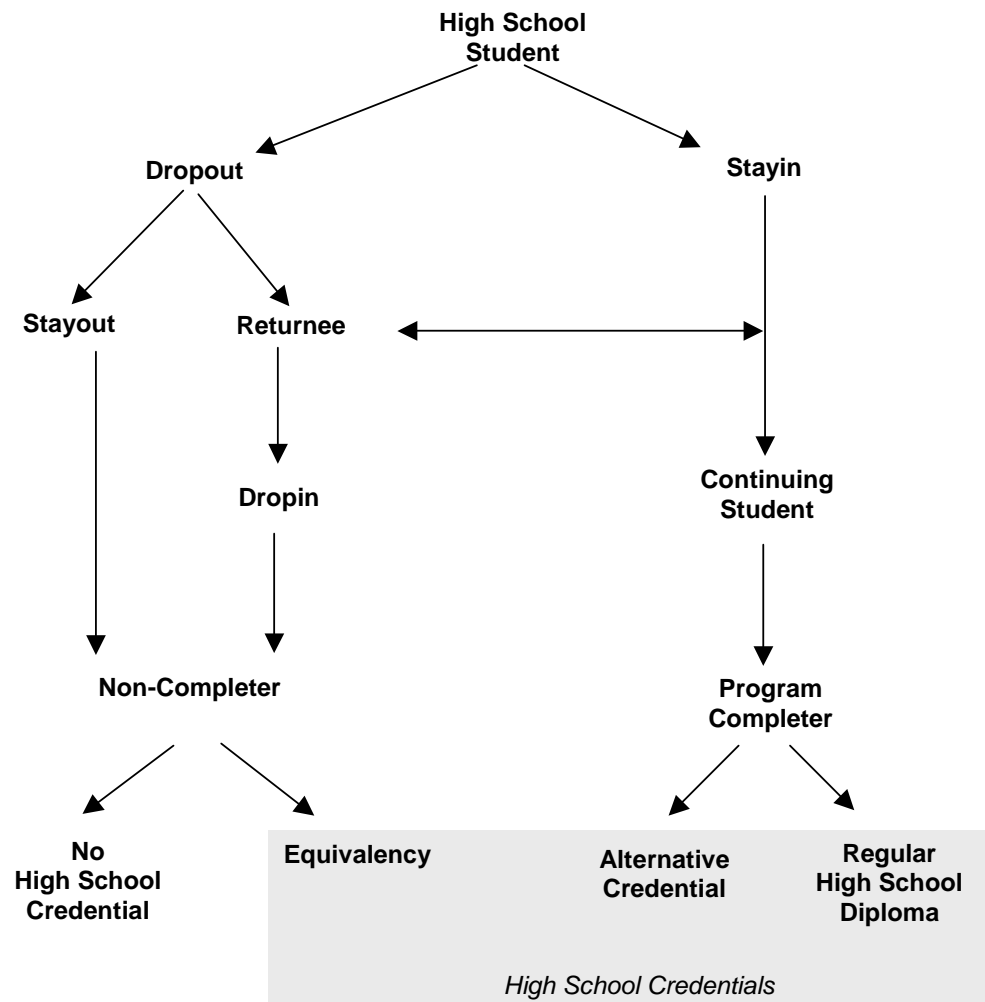 High School
Student
Dropout
Stayin
Stayout
Returnee
Dropin
Continuing
Student
Non-Completer
Program
Completer
No
High School
Credential
Equivalency
Alternative
Credential
Regular
High School
Diploma
High School Credentials